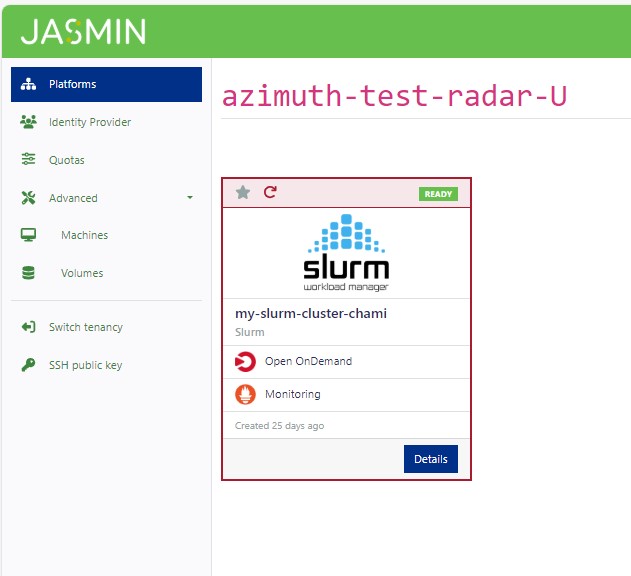 JASMIN
Platforms
Identity Provider
Quotas
Advanced
Machines
Volumes
Switch tenancy
SSH public key
azimuth-test-radar-U
READY
slurm
workload manager
my-slurm-cluster-chami
Slurm
Open OnDemand
Monitoring
Created 25 days ago
Details